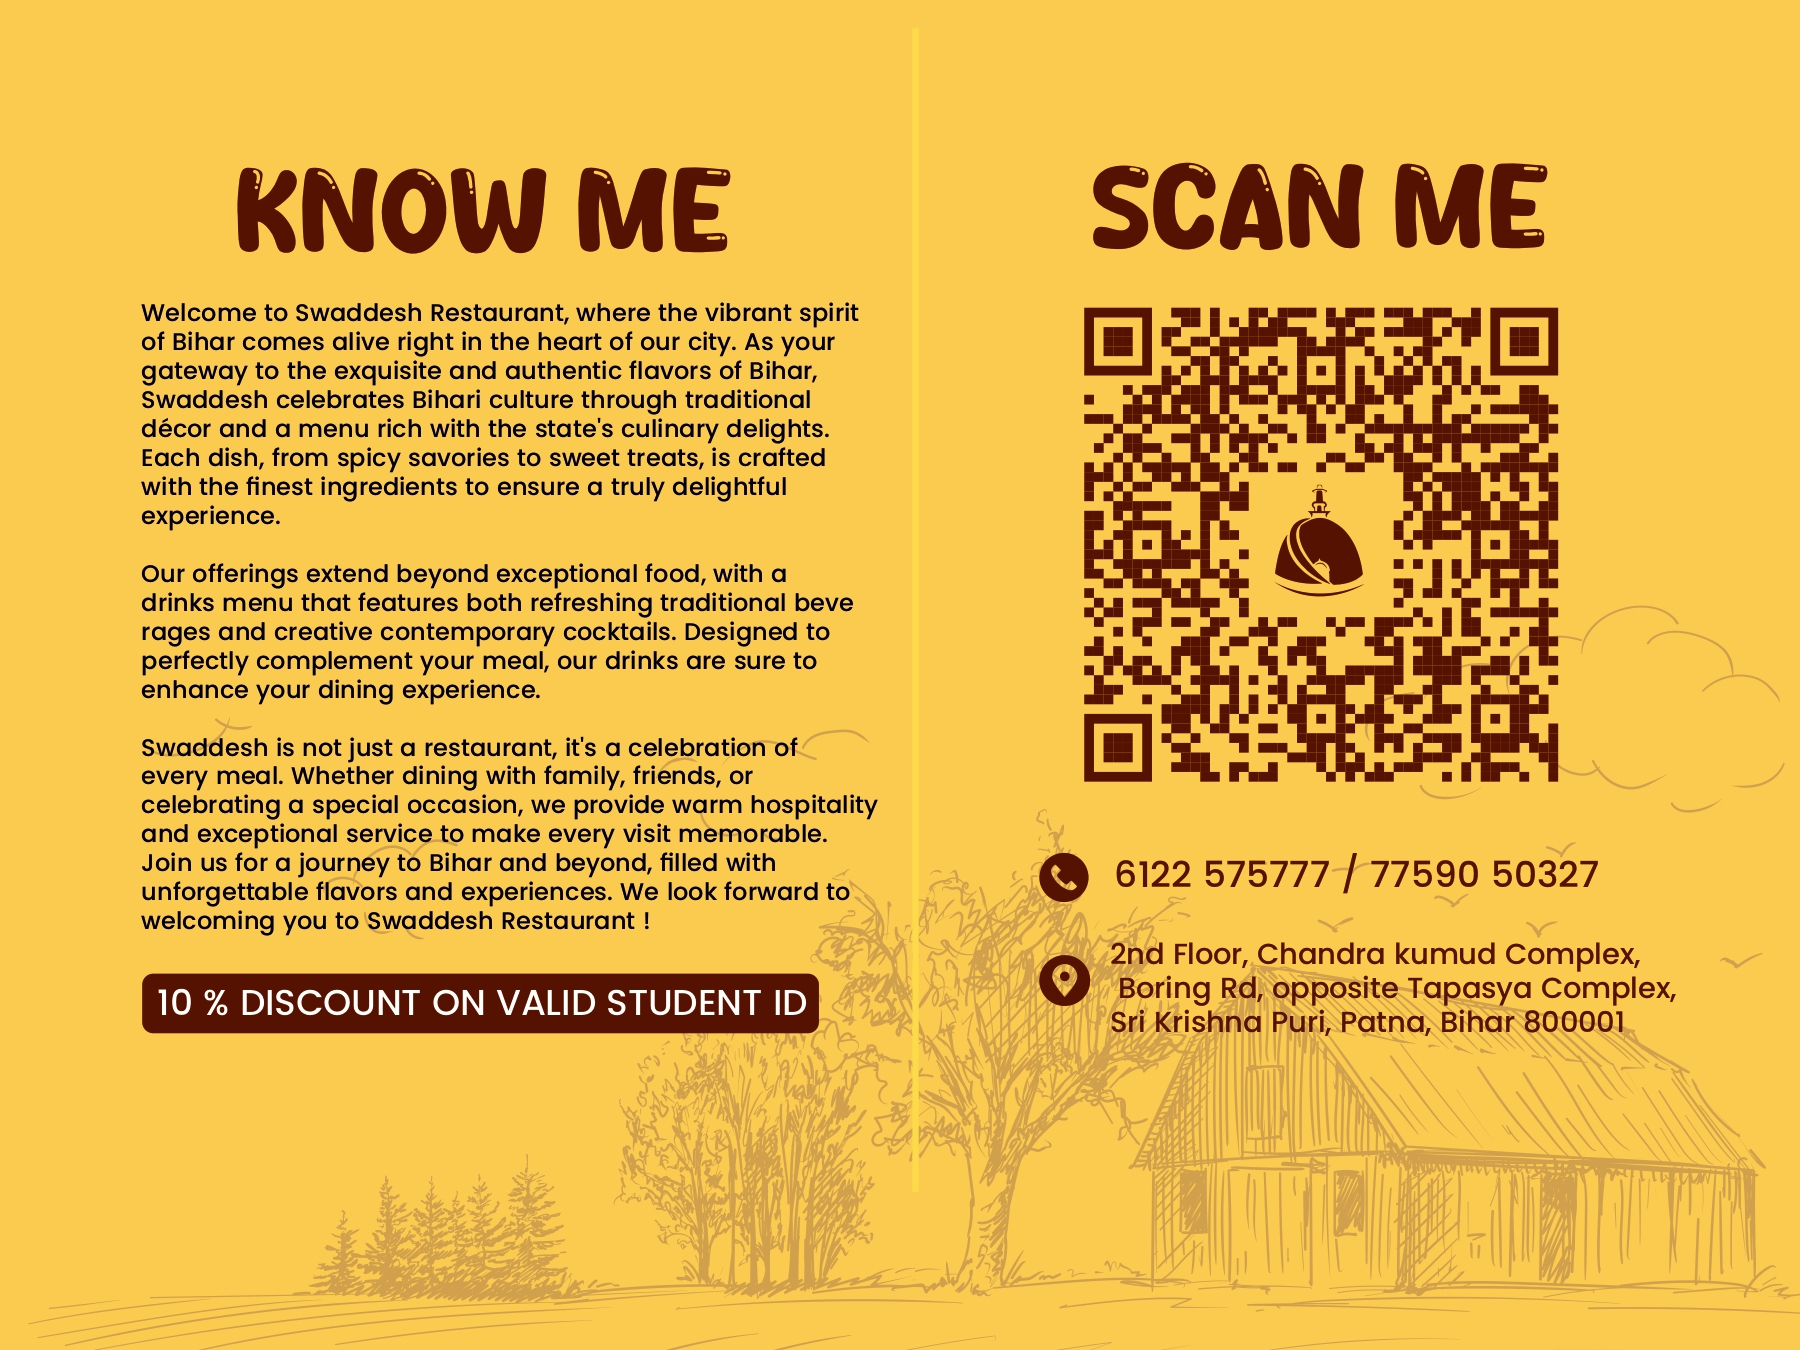 KNOW ME
Welcome to Swaddesh Restaurant, where the vibrant spirit
of Bihar comes alive right in the heart of our city. As your
gateway to the exquisite and authentic flavors of Bihar,
Swaddesh celebrates Bihari culture through traditional
décor and a menu rich with the state's culinary delights.
Each dish, from spicy savories to sweet treats, is crafted
with the finest ingredients to ensure a truly delightful
experience.
Our offerings extend beyond exceptional food, with a
drinks menu that features both refreshing traditional beve
rages and creative contemporary cocktails. Designed to
perfectly complement your meal, our drinks are sure to
enhance your dining experience.
Swaddesh is not just a restaurant, it's a celebration of
every meal. Whether dining with family, friends, or
celebrating a special occasion, we provide warm hospitality
and exceptional service to make every visit memorable.
Join us for a journey to Bihar and beyond, filled with
unforgettable flavors and experiences. We look forward to
welcoming you to Swaddesh Restaurant !
10 % DISCOUNT ON VALID STUDENT ID
SCAN ME
6122 575777 / 77590 50327
2nd Floor, Chandra kumud Complex,
Boring Rd, opposite Tapasya Complex,
Sri Krishna Puri, Patna, Bihar 800001